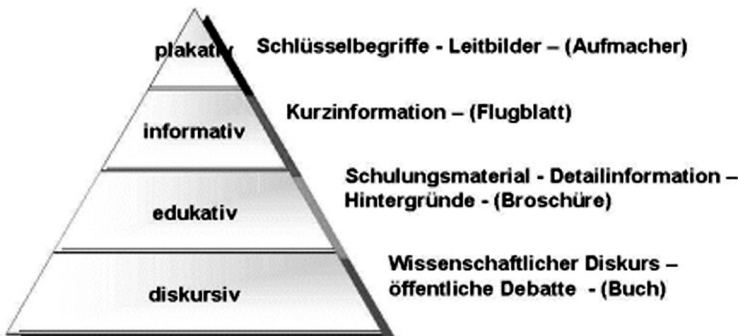 plakativ
Schlüsselbegriffe - Leitbilder – (Aufmacher)
informativ
Kurzinformation – (Flugblatt)
edukativ
Schulungsmaterial - Detailinformation –
Hintergründe - (Broschüre)
diskursiv
Wissenschaftlicher Diskurs –
öffentliche Debatte - (Buch)